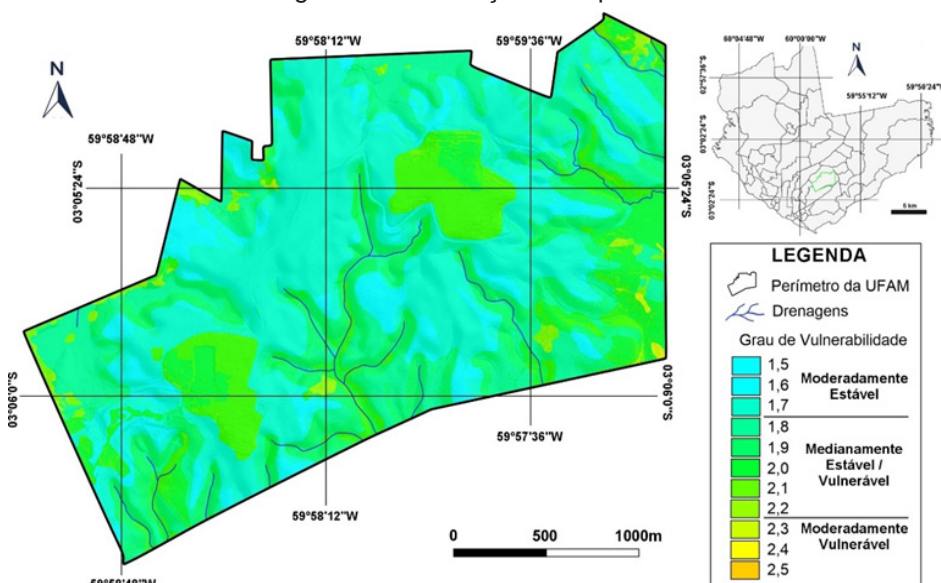 59°58'12"W
59°59'36"W
N
N
59°58'48"W
59°55'12"W
03°05'24"S
03°05'24"S
5 km
LEGENDA
Perímetro da UFAM
Drenagens
Grau de Vulnerabilidade
1,5
1,6
1,7
Moderadamente
Estável
1,8
1,9
2,0
2,1
2,2
Medianamente
Estável /
Vulnerável
2,3
2,4
2,5
Moderadamente
Vulnerável
03°06'0"S
03°06'0"S
59°57'36"W
59°58'12"W
0 500 1000m